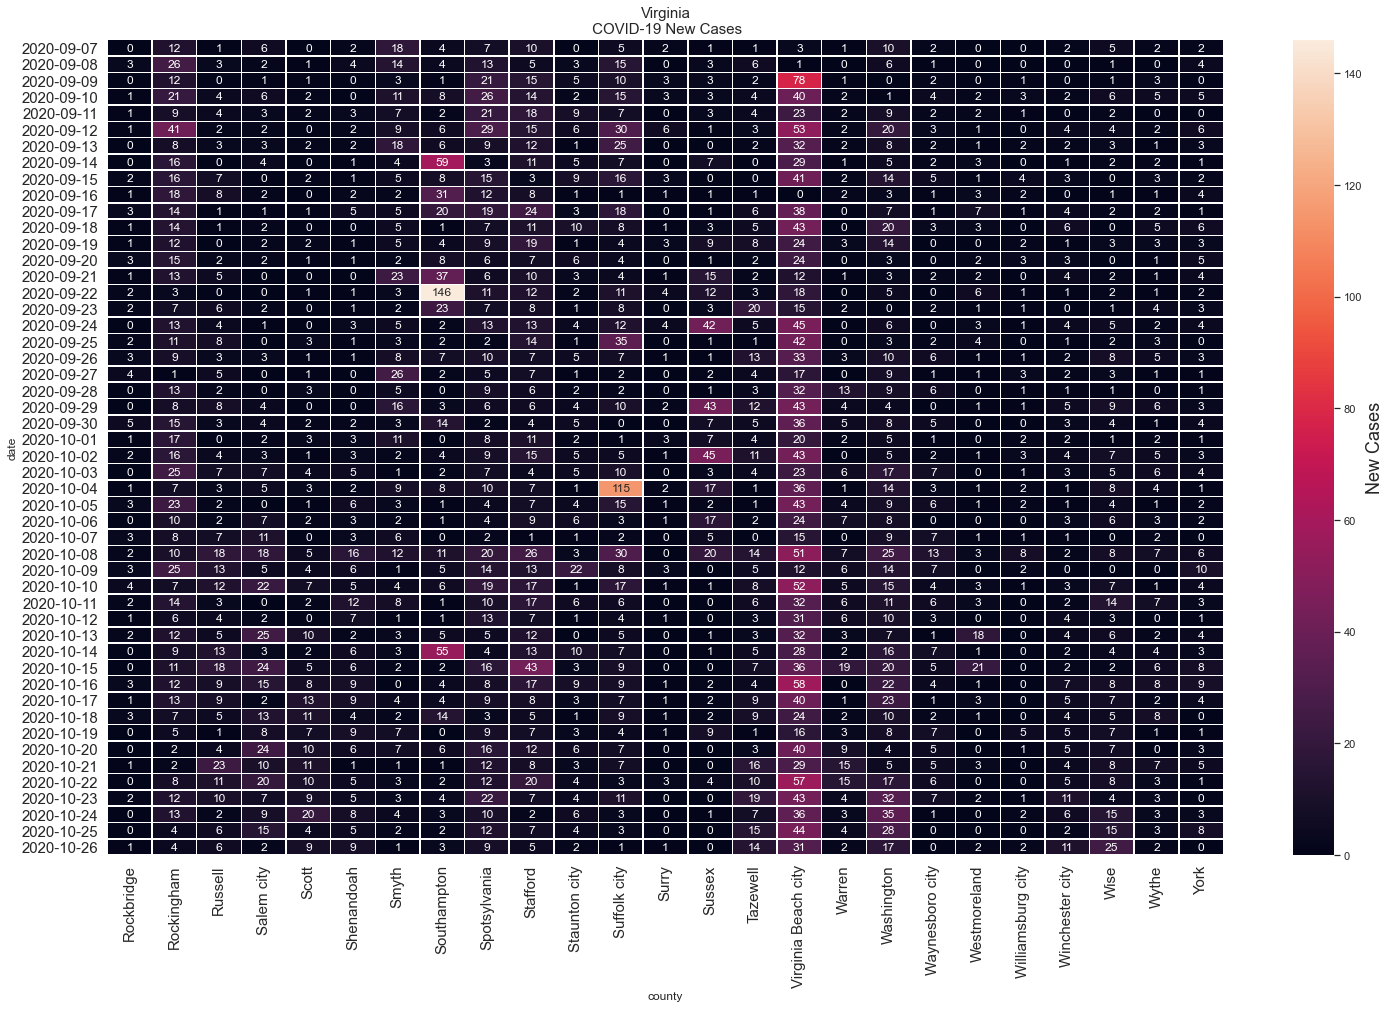 Virginia
COVID-19 New Cases
2020-09-07 0 12 1 6 0 2 18 4 7 10 0 5 2 1 1 3 1 10 2 0 0 2 5 2 2
2020-09-08 3 26 3 2 1 4 14 4 13 5 3 15 0 3 6 1 0 6 1 0 0 0 1 0 4
2020-09-09 0 12 0 1 1 0 3 1 21 15 5 10 3 3 2 78 1 0 2 0 1 0 1 3 0
2020-09-10 1 21 4 6 2 0 11 8 26 14 2 15 3 3 4 40 2 1 4 2 3 2 6 5 5
2020-09-11 1 9 4 3 2 3 7 2 21 18 9 7 0 3 4 23 2 9 2 2 1 0 2 0 0
2020-09-12 1 41 2 2 0 2 9 6 29 15 6 30 6 1 3 53 2 20 3 1 0 4 4 2 6
2020-09-13 0 8 3 3 2 2 18 6 9 12 1 25 0 0 2 32 2 8 2 1 2 2 3 1 3
2020-09-14 0 16 0 4 0 1 4 59 3 11 5 7 0 7 0 29 1 5 2 3 0 1 2 2 1
2020-09-15 2 16 7 0 2 1 5 8 15 3 9 16 3 0 0 41 2 14 5 1 4 3 0 3 2
2020-09-16 1 18 8 2 0 2 2 31 12 8 1 1 1 1 1 0 2 3 1 3 2 0 1 1 4
2020-09-17 3 14 1 1 1 5 5 20 19 24 3 18 0 1 6 38 0 7 1 7 1 4 2 2 1
2020-09-18 1 14 1 2 0 0 5 1 7 11 10 8 1 3 5 43 0 20 3 3 0 6 0 5 6
2020-09-19 1 12 0 2 2 1 5 4 9 19 1 4 3 9 8 24 3 14 0 0 2 1 3 3 3
2020-09-20 3 15 2 2 1 1 2 8 6 7 6 4 0 1 2 24 0 3 0 2 3 3 0 1 5
2020-09-21 1 13 5 0 0 0 23 37 6 10 3 4 1 15 2 12 1 3 2 2 0 4 2 1 4
2020-09-22 2 3 0 0 1 1 3 146 11 12 2 11 4 12 3 18 0 5 0 6 1 1 2 1 2
2020-09-23 2 7 6 2 0 1 2 23 7 8 1 8 0 3 20 15 2 0 2 1 1 0 1 4 3
2020-09-24 0 13 4 1 0 3 5 2 13 13 4 12 4 42 5 45 0 6 0 3 1 4 5 2 4
2020-09-25 2 11 8 0 3 1 3 2 2 14 1 35 0 1 1 42 0 3 2 4 0 1 2 3 0
2020-09-26 3 9 3 3 1 1 8 7 10 7 5 7 1 1 13 33 3 10 6 1 1 2 8 5 3
2020-09-27 4 1 5 0 1 0 26 2 5 7 1 2 0 2 4 17 0 9 1 1 3 2 3 1 1
2020-09-28 0 13 2 0 3 0 5 0 9 6 2 2 0 1 3 32 13 9 6 0 1 1 1 0 1
2020-09-29 0 8 8 4 0 0 16 3 6 6 4 10 2 43 12 43 4 4 0 1 1 5 9 6 3
2020-09-30 5 15 3 4 2 2 3 14 2 4 5 0 0 7 5 36 5 8 5 0 0 3 4 1 4
2020-10-01 1 17 0 2 3 3 11 0 8 11 2 1 3 7 4 20 2 5 1 0 2 2 1 2 1
2020-10-02 2 16 4 3 1 3 2 4 9 15 5 5 1 45 11 43 0 5 2 1 3 4 7 5 3
2020-10-03 0 25 7 7 4 5 1 2 7 4 5 10 0 3 4 23 6 17 7 0 1 3 5 6 4
2020-10-04 1 7 3 5 3 2 9 8 10 7 1 115 2 17 1 36 1 14 3 1 2 1 8 4 1
2020-10-05 3 23 2 0 1 6 3 1 4 7 4 15 1 2 1 43 4 9 6 1 2 1 4 1 2
2020-10-06 0 10 2 7 2 3 2 1 4 9 6 3 1 17 2 24 7 8 0 0 0 3 6 3 2
2020-10-07 3 8 7 11 0 3 6 0 2 1 1 2 0 5 0 15 0 9 7 1 1 1 0 2 0
2020-10-08 2 10 18 18 5 16 12 11 20 26 3 30 0 20 14 51 7 25 13 3 8 2 8 7 6
2020-10-09 3 25 13 5 4 6 1 5 14 13 22 8 3 0 5 12 6 14 7 0 2 0 0 0 10
2020-10-10 4 7 12 22 7 5 4 6 19 17 1 17 1 1 8 52 5 15 4 3 1 3 7 1 4
2020-10-11 2 14 3 0 2 12 8 1 10 17 6 6 0 0 6 32 6 11 6 3 0 2 14 7 3
2020-10-12 1 6 4 2 0 7 1 1 13 7 1 4 1 0 3 31 6 10 3 0 0 4 3 0 1
2020-10-13 2 12 5 25 10 2 3 5 5 12 0 5 0 1 3 32 3 7 1 18 0 4 6 2 4
2020-10-14 0 9 13 3 2 6 3 55 4 13 10 7 0 1 5 28 2 16 7 1 0 2 4 4 3
2020-10-15 0 11 18 24 5 6 2 2 16 43 3 9 0 0 7 36 19 20 5 21 0 2 2 6 8
2020-10-16 3 12 9 15 8 9 0 4 8 17 9 9 1 2 4 58 0 22 4 1 0 7 8 8 9
2020-10-17 1 13 9 2 13 9 4 4 9 8 3 7 1 2 9 40 1 23 1 3 0 5 7 2 4
2020-10-18 3 7 5 13 11 4 2 14 3 5 1 9 1 2 9 24 2 10 2 1 0 4 5 8 0
2020-10-19 0 5 1 8 7 9 7 0 9 7 3 4 1 9 1 16 3 8 7 0 5 5 7 1 1
2020-10-20 0 2 4 24 10 6 7 6 16 12 6 7 0 0 3 40 9 4 5 0 1 5 7 0 3
2020-10-21 1 2 23 10 11 1 1 1 12 8 3 7 0 0 16 29 15 5 5 3 0 4 8 7 5
2020-10-22 0 8 11 20 10 5 3 2 12 20 4 3 3 4 10 57 15 17 6 0 0 5 8 3 1
2020-10-23 2 12 10 7 9 5 3 4 22 7 4 11 0 0 19 43 4 32 7 2 1 11 4 3 0
2020-10-24 0 13 2 9 20 8 4 3 10 2 6 3 0 1 7 36 3 35 1 0 2 6 15 3 3
2020-10-25 0 4 6 15 4 5 2 2 12 7 4 3 0 0 15 44 4 28 0 0 0 2 15 3 8
2020-10-26 1 4 6 2 9 9 1 3 9 5 2 1 1 0 14 31 2 17 0 2 2 11 25 2 0
date
Rockbridge
Rockingham
Russell
Salem city
Scott
Shenandoah
Smyth
Southampton
Spotsylvania
Stafford
Staunton city
Suffolk city
Surry
Sussex
Tazewell
Virginia Beach city
Warren
Washington
Waynesboro city
Westmoreland
Williamsburg city
Winchester city
Wise
Wythe
York
county
140
120
100
80
60
40
20
0
New Cases